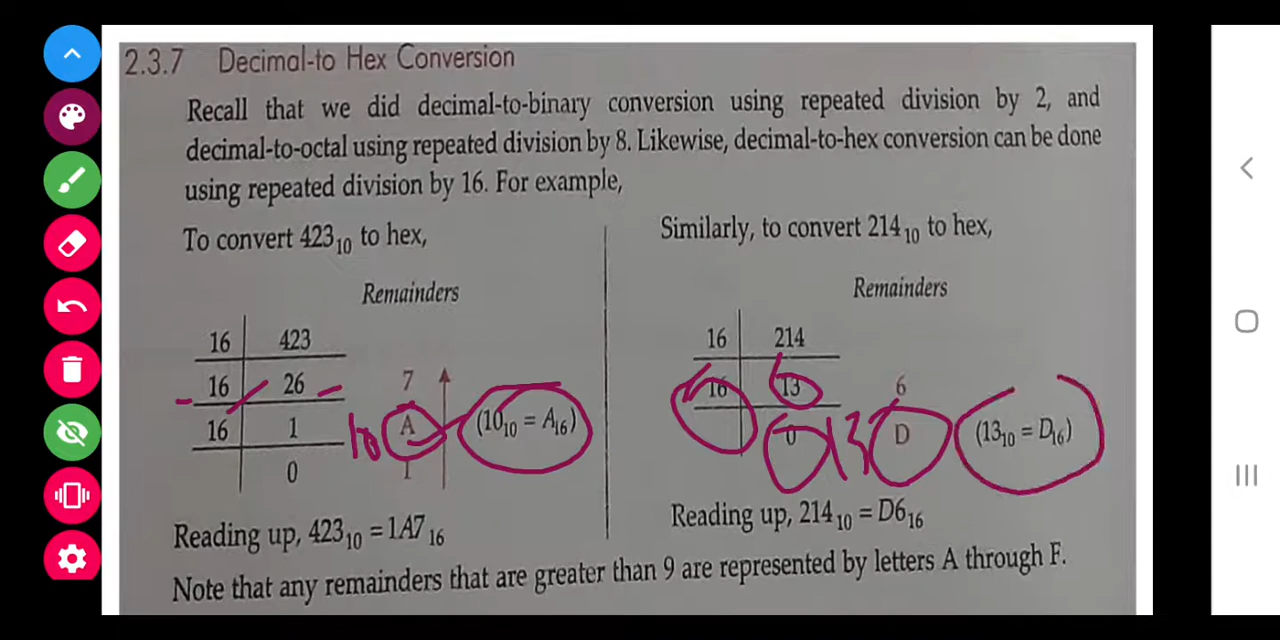 2.3.7 Decimal-to Hex Conversion
Recall that we did decimal-to-binary conversion using repeated division by 2, and
decimal-to-octal using repeated division by 8. Likewise, decimal-to-hex conversion can be done
using repeated division by 16. For example,
To convert 423₁₀ to hex,
Remainders
16 423
16 26 7
16 1 10 A (10₁₀ = A₁₆)
0 1
Reading up, 423₁₀ = 1A7₁₆
Similarly, to convert 214₁₀ to hex,
Remainders
16 214
16 13 6
0 13 D (13₁₀ = D₁₆)
Reading up, 214₁₀ = D6₁₆
Note that any remainders that are greater than 9 are represented by letters A through F.